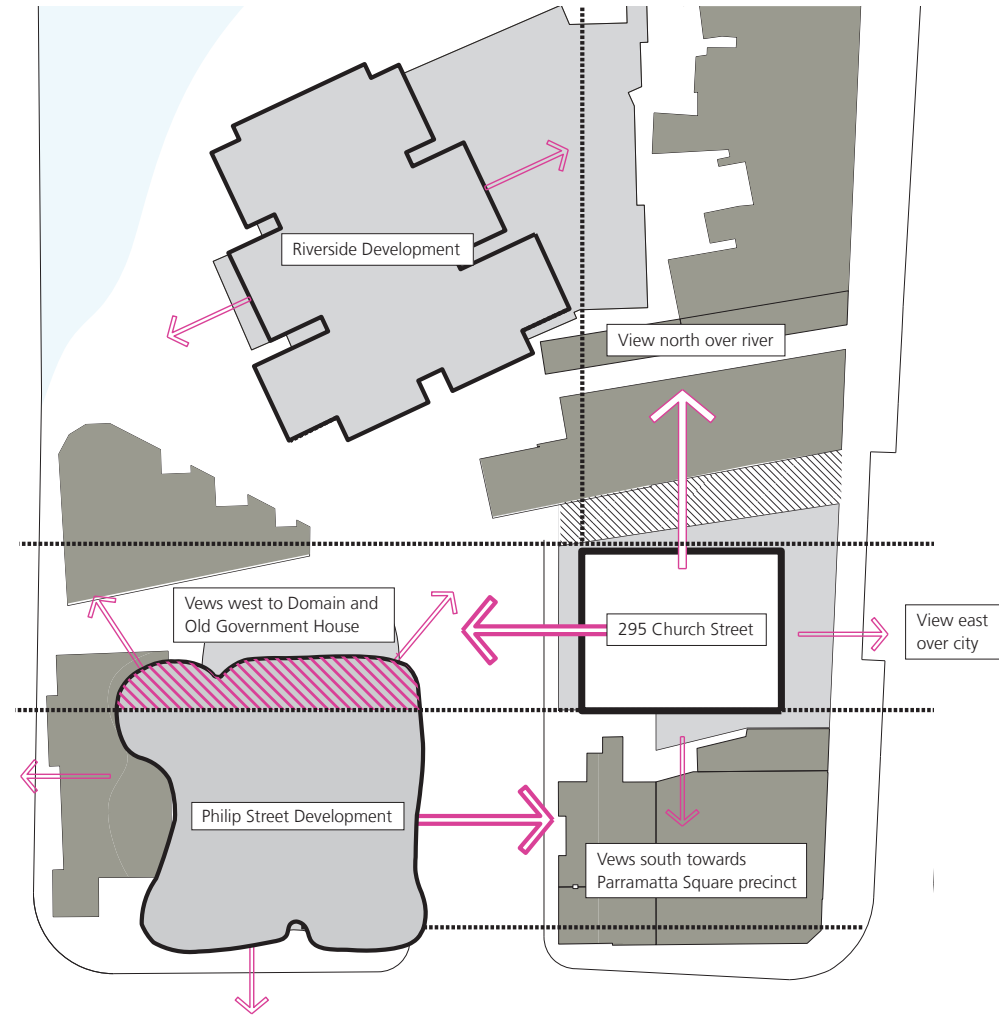 Riverside Development
View north over river
Vews west to Domain and
Old Government House
295 Church Street
View east
over city
Philip Street Development
Vews south towards
Parramatta Square precinct